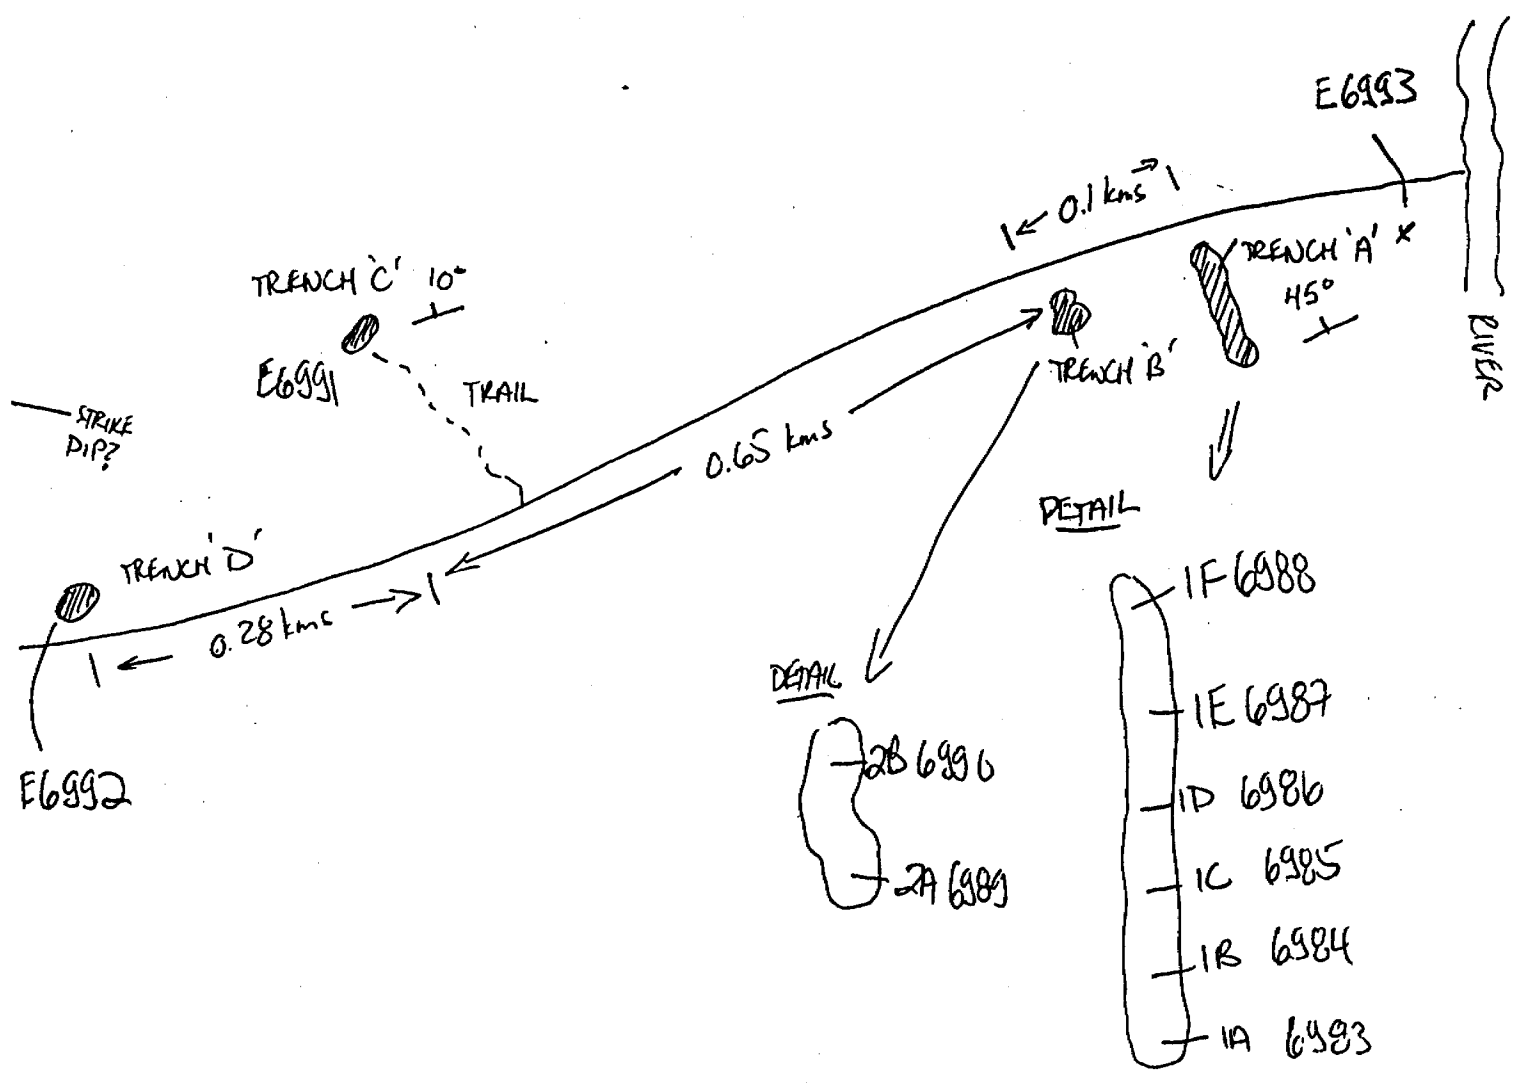 E6993
0.1 kms
TRENCH 'A' x
45°
TRENCH 'C' 10°
E6991
TRAIL
TRENCH 'B'
RIVER
STRIKE
DIP?
0.65 kms
DETAIL
TRENCH 'D'
0.28 kms
E6992
DETAIL
2B 6990
2A 6989
1F 6988
1E 6987
1D 6986
1C 6985
1B 6984
1A 6983